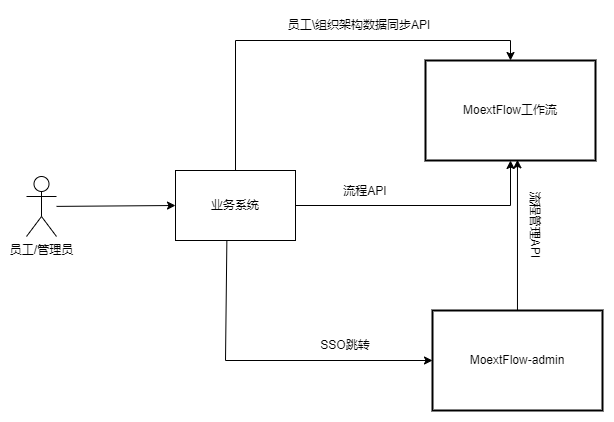 员工\组织架构数据同步API
MoextFlow工作流
流程API
业务系统
员工/管理员
流程管理API
SSO跳转
MoextFlow-admin